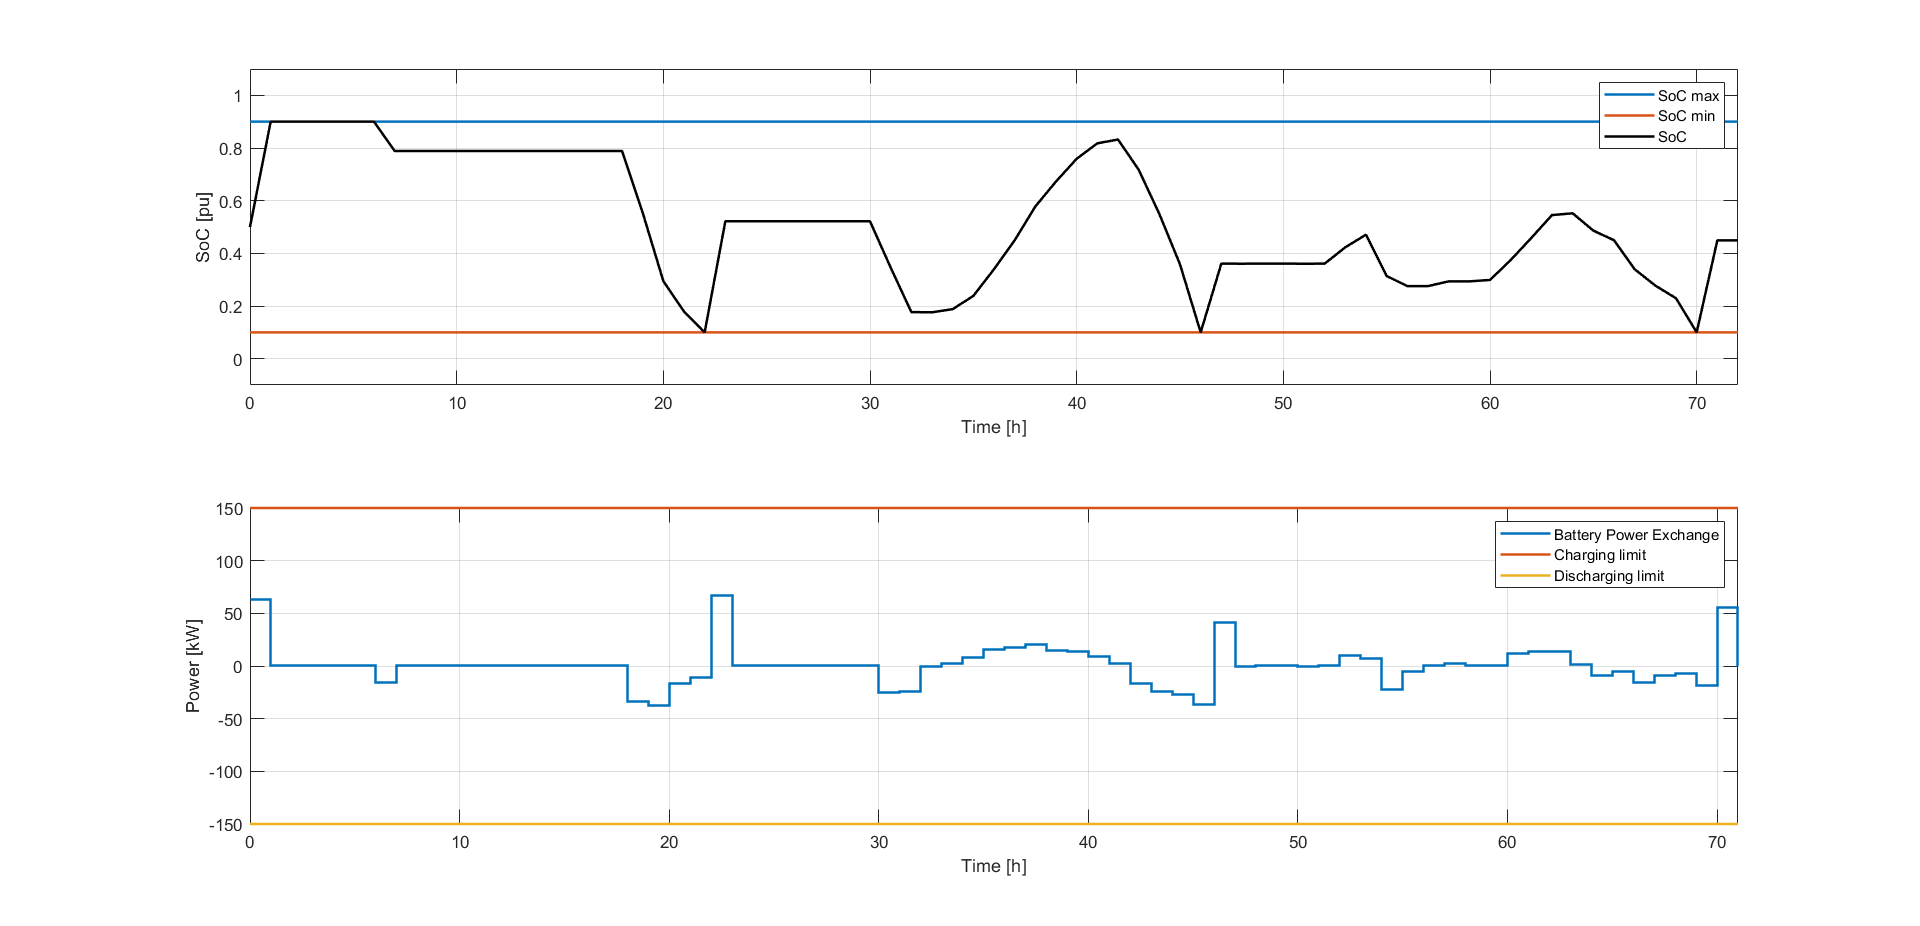 SoC [pu]
1
0.8
0.6
0.4
0.2
0
SoC max
SoC min
SoC
0 10 20 30 40 50 60 70
Time [h]
Power [kW]
150
100
50
0
-50
-100
-150
Battery Power Exchange
Charging limit
Discharging limit
0 10 20 30 40 50 60 70
Time [h]